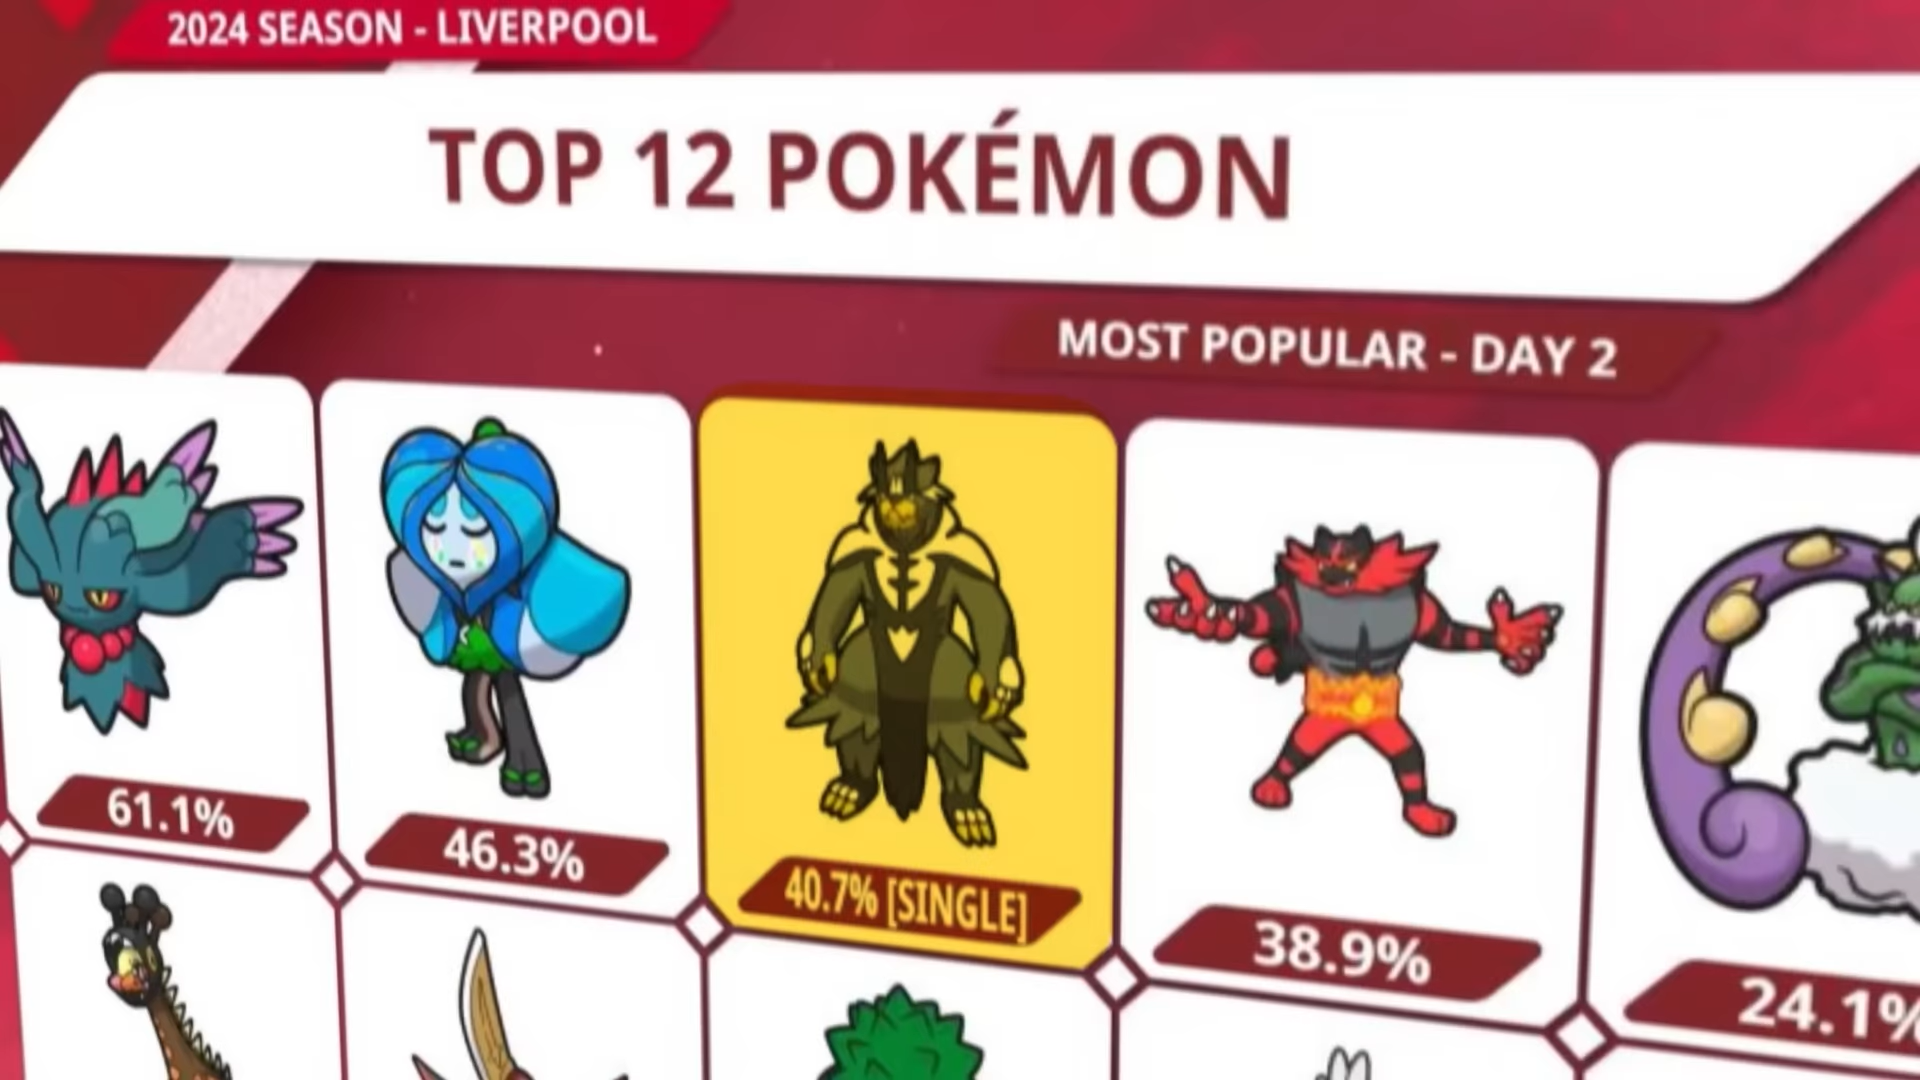 2024 SEASON - LIVERPOOL
TOP 12 POKÉMON
MOST POPULAR - DAY 2
61.1%
46.3%
40.7% [SINGLE]
38.9%
24.1%